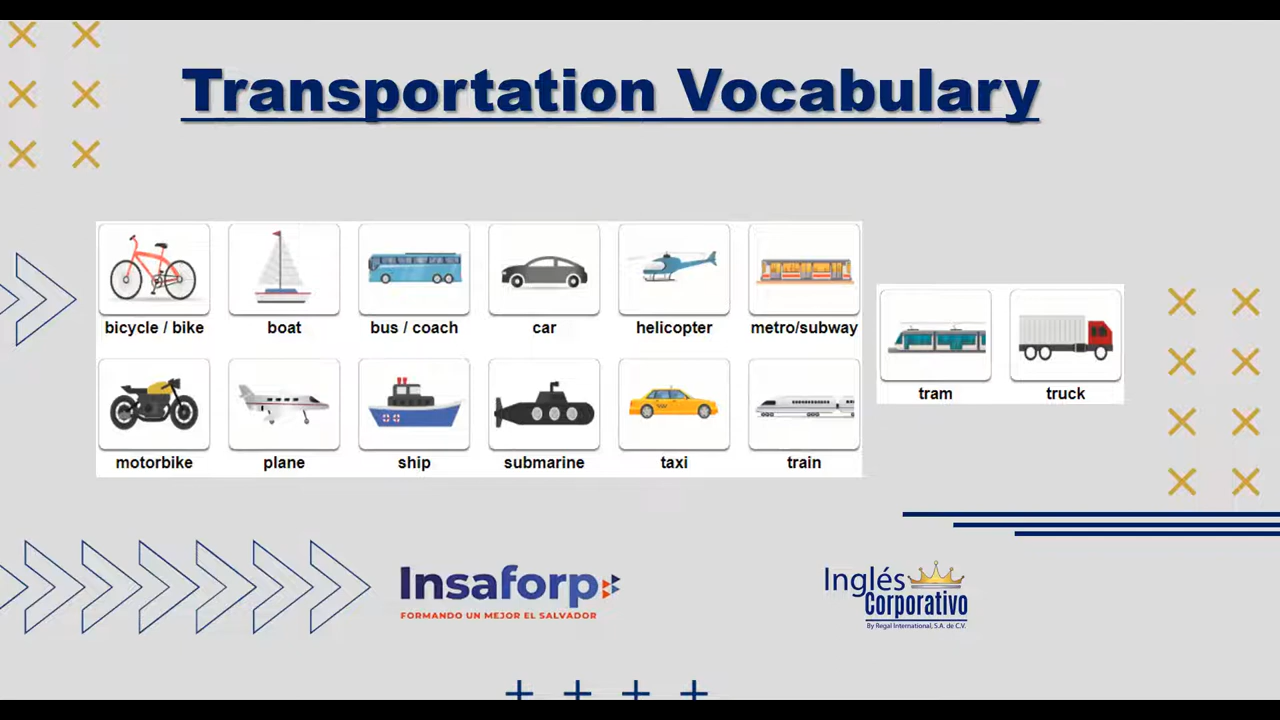 Transportation Vocabulary
bicycle / bike
boat
bus / coach
car
helicopter
metro/subway
motorbike
plane
ship
submarine
taxi
train
tram
truck
Insaforp
FORMANDO UN MEJOR EL SALVADOR
Inglés
Corporativo
By Regal International, S.A. de C.V.